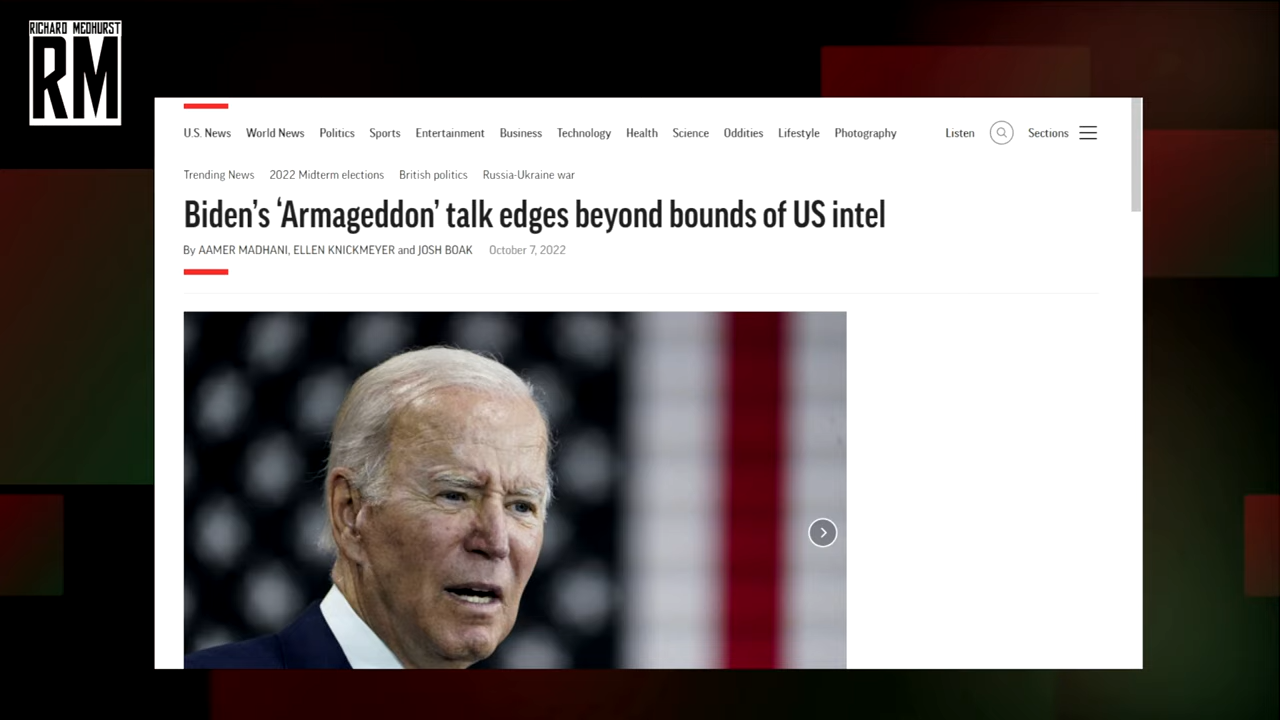 RICHARD MEDHURST
RM
U.S. News World News Politics Sports Entertainment Business Technology Health Science Oddities Lifestyle Photography Listen Sections
Trending News 2022 Midterm elections British politics Russia-Ukraine war
Biden’s ‘Armageddon’ talk edges beyond bounds of US intel
By AAMER MADHANI, ELLEN KNICKMEYER and JOSH BOAK October 7, 2022